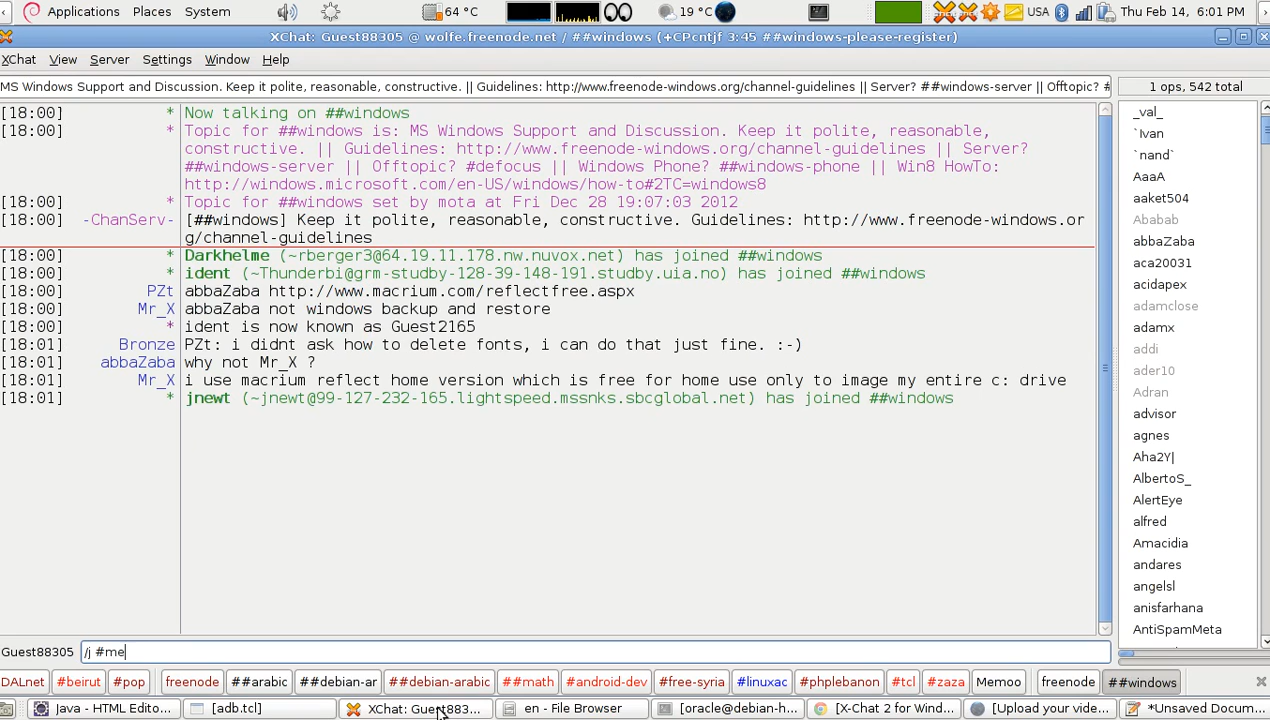 Applications Places System 64 °C 19 °C USA Thu Feb 14, 6:01 PM
XChat: Guest88305 @ wolfe.freenode.net / ##windows (+CPcntjf 3:45 ##windows-please-register)
XChat View Server Settings Window Help
MS Windows Support and Discussion. Keep it polite, reasonable, constructive. || Guidelines: http://www.freenode-windows.org/channel-guidelines || Server? ##windows-server || Offtopic? #
1 ops, 542 total
[18:00] * Now talking on ##windows
[18:00] * Topic for ##windows is: MS Windows Support and Discussion. Keep it polite, reasonable,
constructive. || Guidelines: http://www.freenode-windows.org/channel-guidelines || Server?
##windows-server || Offtopic? #defocus || Windows Phone? ##windows-phone || Win8 HowTo:
http://windows.microsoft.com/en-US/windows/how-to#2TC=windows8
[18:00] * Topic for ##windows set by mota at Fri Dec 28 19:07:03 2012
[18:00] -ChanServ- [##windows] Keep it polite, reasonable, constructive. Guidelines: http://www.freenode-windows.or
g/channel-guidelines
[18:00] * Darkhelme (~rberger3@64.19.11.178.nw.nuvox.net) has joined ##windows
[18:00] * ident (~Thunderbi@grm-studby-128-39-148-191.studby.uia.no) has joined ##windows
[18:00] PZt abbaZaba http://www.macrium.com/reflectfree.aspx
[18:00] Mr_X abbaZaba not windows backup and restore
[18:00] * ident is now known as Guest2165
[18:01] Bronze PZt: i didnt ask how to delete fonts, i can do that just fine. :-)
[18:01] abbaZaba why not Mr_X ?
[18:01] Mr_X i use macrium reflect home version which is free for home use only to image my entire c: drive
[18:01] * jnewt (~jnewt@99-127-232-165.lightspeed.mssnks.sbcglobal.net) has joined ##windows
_val_
`Ivan
`nand`
AaaA
aaket504
Ababab
abbaZaba
aca20031
acidapex
adamclose
adamx
addi
ader10
Adran
advisor
agnes
Aha2Y|
AlbertoS_
AlertEye
alfred
Amacidia
andares
angelsl
anisfarhana
AntiSpamMeta
Guest88305 /j #me
DALnet #beirut #pop freenode ##arabic ##debian-ar ##debian-arabic ##math #android-dev #free-syria #linuxac #phplebanon #tcl #zaza Memoo freenode ##windows
Java - HTML Edito... [adb.tcl] XChat: Guest883... en - File Browser [oracle@debian-h... [X-Chat 2 for Wind... [Upload your vide... *Unsaved Docum...